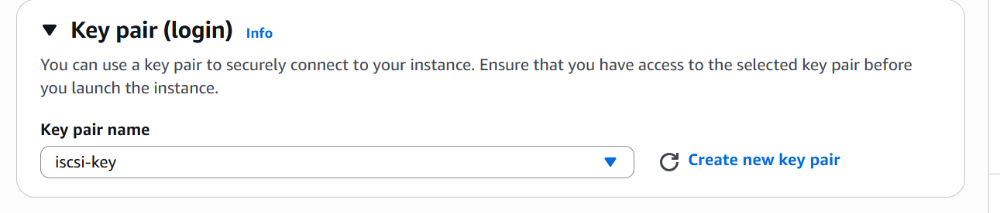 Key pair (login) Info
You can use a key pair to securely connect to your instance. Ensure that you have access to the selected key pair before
you launch the instance.
Key pair name
iscsi-key
Create new key pair